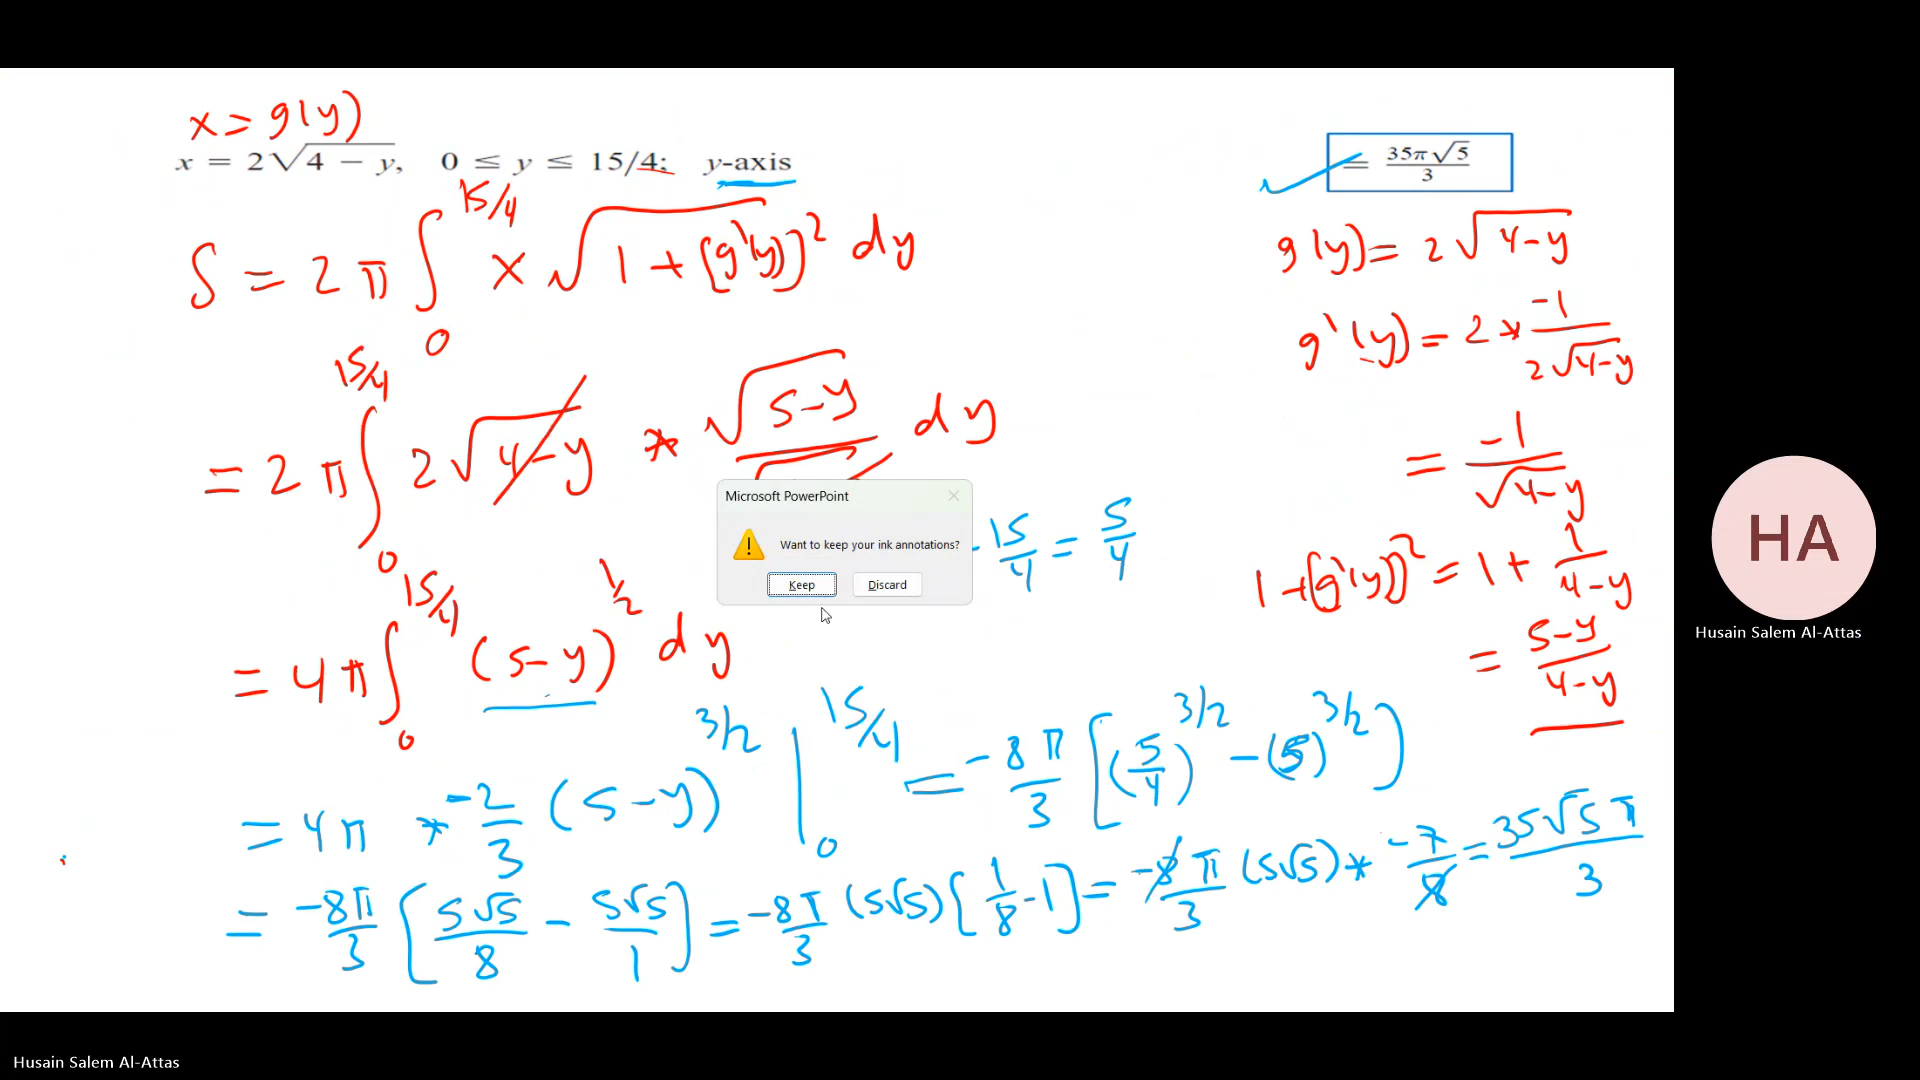 x = g(y)
x = 2√(4 − y), 0 ≤ y ≤ 15/4; y-axis
= 35π√5 / 3
S = 2π ∫_0^{15/4} x √(1 + [g'(y)]²) dy
g(y) = 2√(4-y)
g'(y) = 2 * -1 / (2√(4-y))
= 2π ∫_0^{15/4} 2√(4-y) * √(5-y) / √ dy
= -1 / √(4-y)
Microsoft PowerPoint
Want to keep your ink annotations?
Keep Discard
- 15/4 = 5/4
1 + [g'(y)]² = 1 + 1/(4-y)
= (5-y)/(4-y)
= 4π ∫_0^{15/4} (5-y)^{1/2} dy
= 4π * -2/3 (5-y)^{3/2} |_0^{15/4} = -8π/3 [(5/4)^{3/2} - (5)^{3/2}]
= -8π/3 [5√5/8 - 5√5/1] = -8π/3 (5√5) [1/8 - 1] = -8π/3 (5√5) * -7/8 = 35√5 π / 3
HA
Husain Salem Al-Attas
Husain Salem Al-Attas